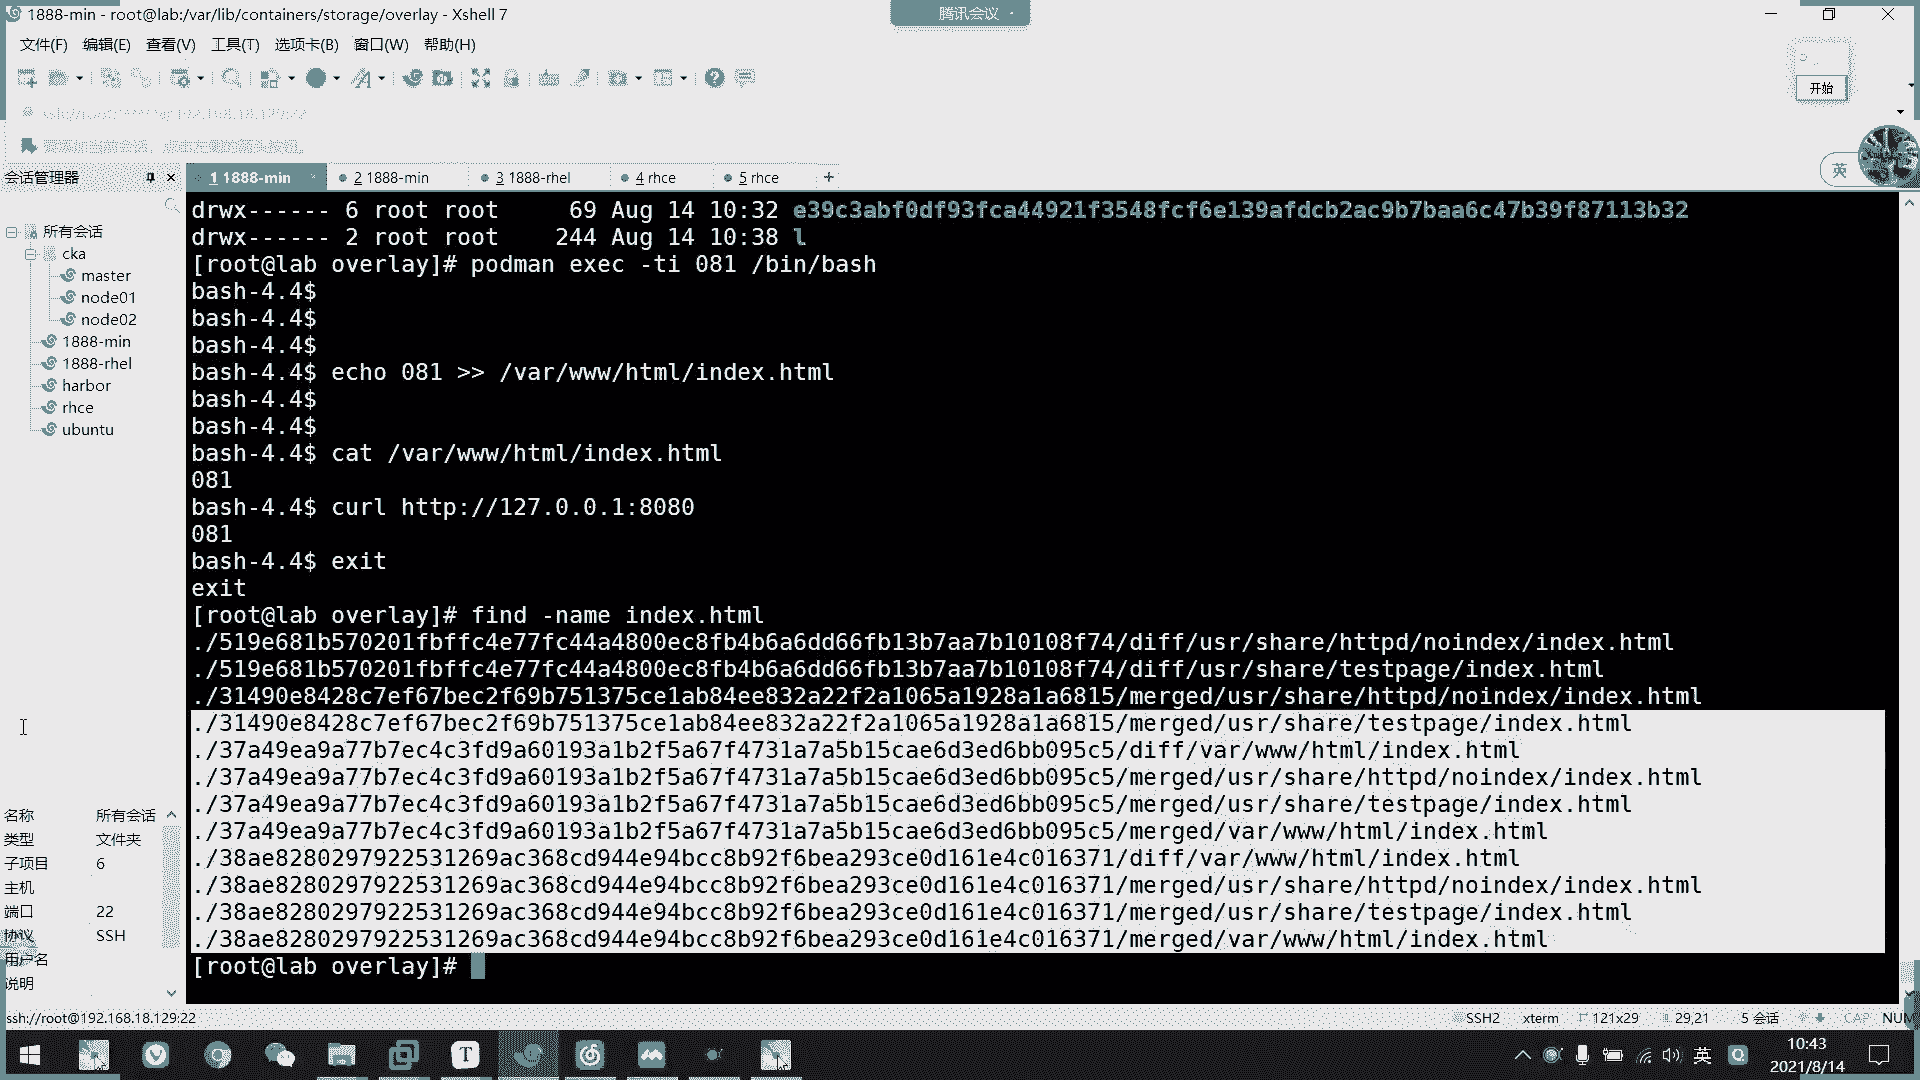 1888-min - root@lab:/var/lib/containers/storage/overlay - Xshell 7
腾讯会议
文件(F) 编辑(E) 查看(V) 工具(T) 选项卡(B) 窗口(W) 帮助(H)
开始
英
会话管理器
1 1888-min
2 1888-min
3 1888-rhel
4 rhce
5 rhce
+
所有会话
cka
master
node01
node02
1888-min
1888-rhel
harbor
rhce
ubuntu
drwx------ 6 root root     69 Aug 14 10:32 e39c3abf0df93fca44921f3548fcf6e139afdcb2ac9b7baa6c47b39f87113b32
drwx------ 2 root root    244 Aug 14 10:38 l
[root@lab overlay]# podman exec -ti 081 /bin/bash
bash-4.4$
bash-4.4$
bash-4.4$
bash-4.4$ echo 081 >> /var/www/html/index.html
bash-4.4$
bash-4.4$
bash-4.4$ cat /var/www/html/index.html
081
bash-4.4$ curl http://127.0.0.1:8080
081
bash-4.4$ exit
exit
[root@lab overlay]# find -name index.html
./519e681b570201fbffc4e77fc44a4800ec8fb4b6a6dd66fb13b7aa7b10108f74/diff/usr/share/httpd/noindex/index.html
./519e681b570201fbffc4e77fc44a4800ec8fb4b6a6dd66fb13b7aa7b10108f74/diff/usr/share/testpage/index.html
./31490e8428c7ef67bec2f69b751375ce1ab84ee832a22f2a1065a1928a1a6815/merged/usr/share/httpd/noindex/index.html
./31490e8428c7ef67bec2f69b751375ce1ab84ee832a22f2a1065a1928a1a6815/merged/usr/share/testpage/index.html
./37a49ea9a77b7ec4c3fd9a60193a1b2f5a67f4731a7a5b15cae6d3ed6bb095c5/diff/var/www/html/index.html
./37a49ea9a77b7ec4c3fd9a60193a1b2f5a67f4731a7a5b15cae6d3ed6bb095c5/merged/usr/share/httpd/noindex/index.html
./37a49ea9a77b7ec4c3fd9a60193a1b2f5a67f4731a7a5b15cae6d3ed6bb095c5/merged/usr/share/testpage/index.html
./37a49ea9a77b7ec4c3fd9a60193a1b2f5a67f4731a7a5b15cae6d3ed6bb095c5/merged/var/www/html/index.html
./38ae8280297922531269ac368cd944e94bcc8b92f6bea293ce0d161e4c016371/diff/var/www/html/index.html
./38ae8280297922531269ac368cd944e94bcc8b92f6bea293ce0d161e4c016371/merged/usr/share/httpd/noindex/index.html
./38ae8280297922531269ac368cd944e94bcc8b92f6bea293ce0d161e4c016371/merged/usr/share/testpage/index.html
./38ae8280297922531269ac368cd944e94bcc8b92f6bea293ce0d161e4c016371/merged/var/www/html/index.html
[root@lab overlay]#
名称 所有会话
类型 文件夹
子项目 6
主机
端口 22
协议 SSH
用户名
说明
ssh://root@192.168.18.129:22
SSH2 xterm 121x29 29,21 5 会话 CAP NUM
英
10:43
2021/8/14